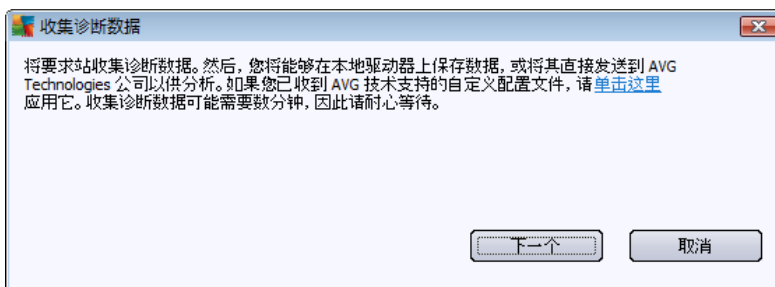 收集诊断数据
将要求站收集诊断数据。然后，您将能够在本地驱动器上保存数据，或将其直接发送到 AVG
Technologies 公司以供分析。如果您已收到 AVG 技术支持的自定义配置文件，请单击这里
应用它。收集诊断数据可能需要数分钟，因此请耐心等待。
下一个
取消